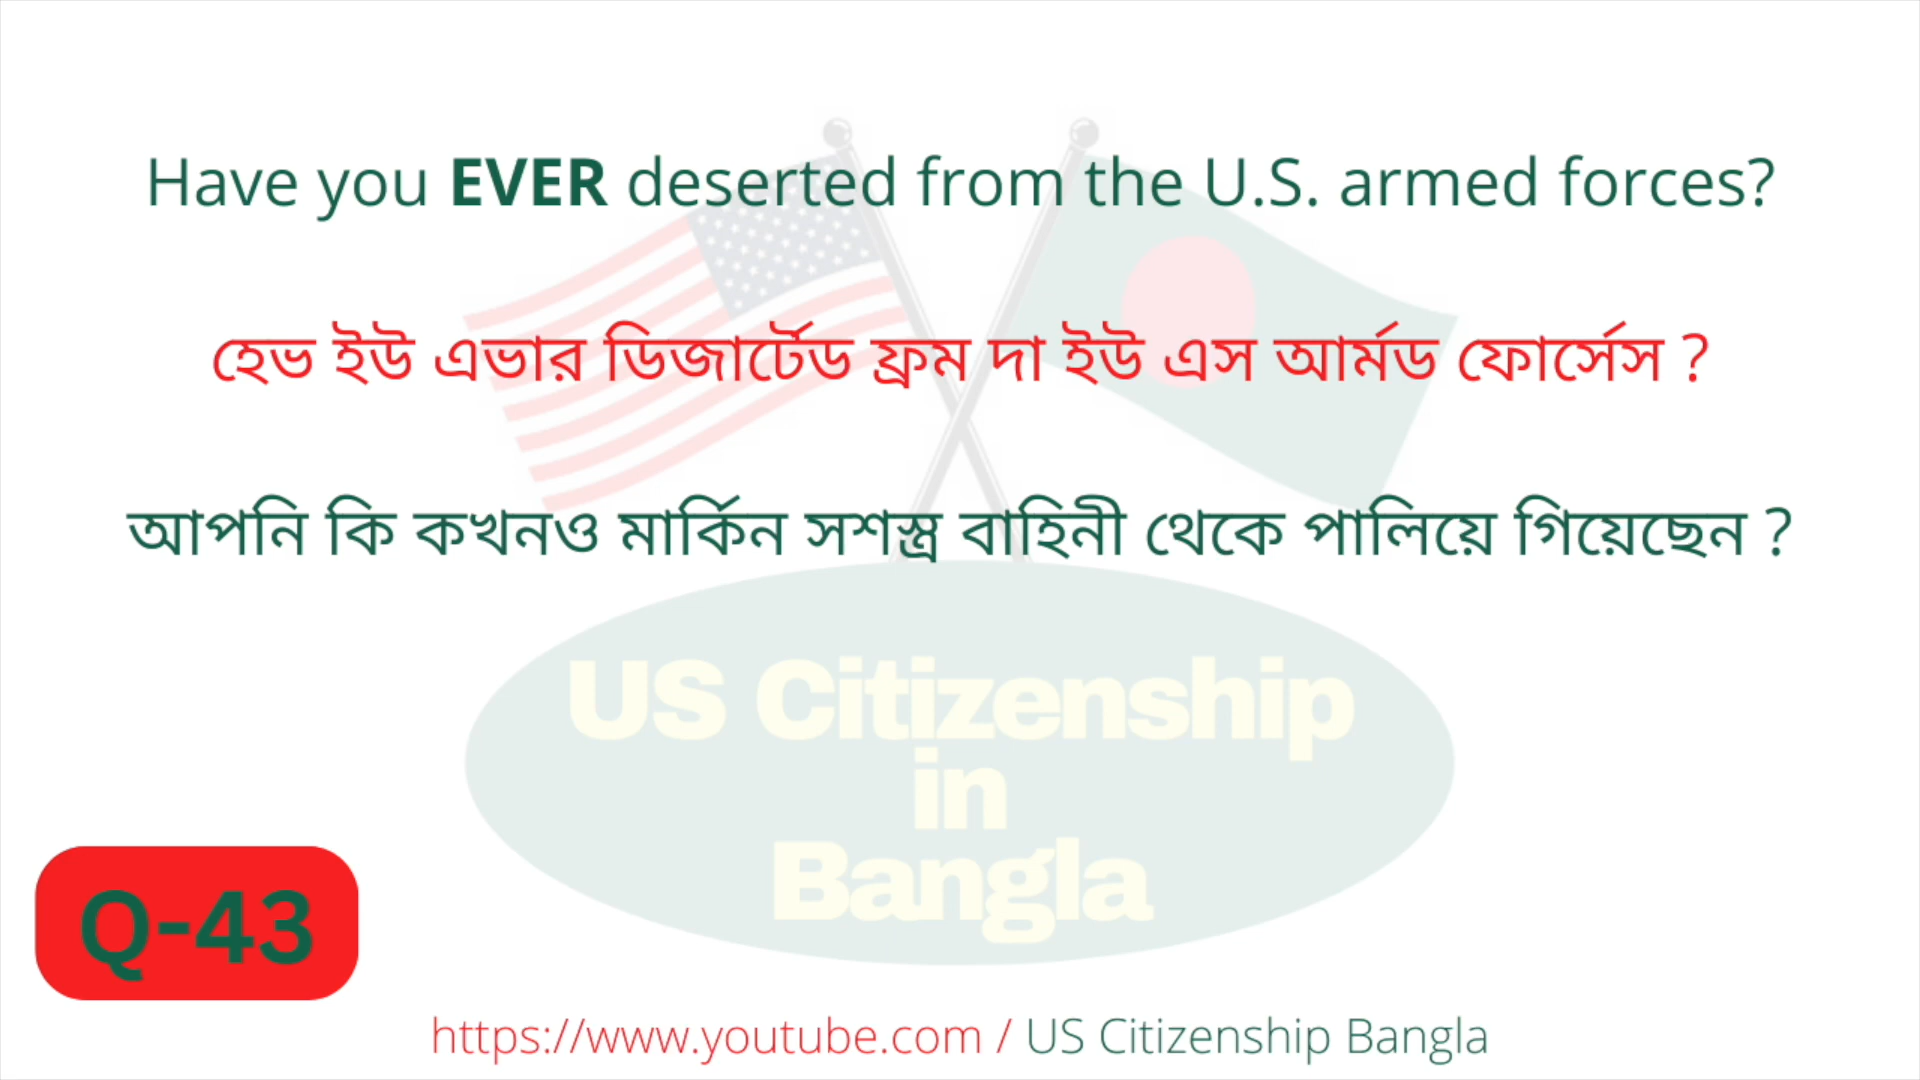 Have you EVER deserted from the U.S. armed forces?
হেভ ইউ এভার ডিজার্টেড ফ্রম দা ইউ এস আর্মড ফোর্সেস ?
আপনি কি কখনও মার্কিন সশস্ত্র বাহিনী থেকে পালিয়ে গিয়েছেন ?
US Citizenship
in
Bangla
Q-43
https://www.youtube.com / US Citizenship Bangla